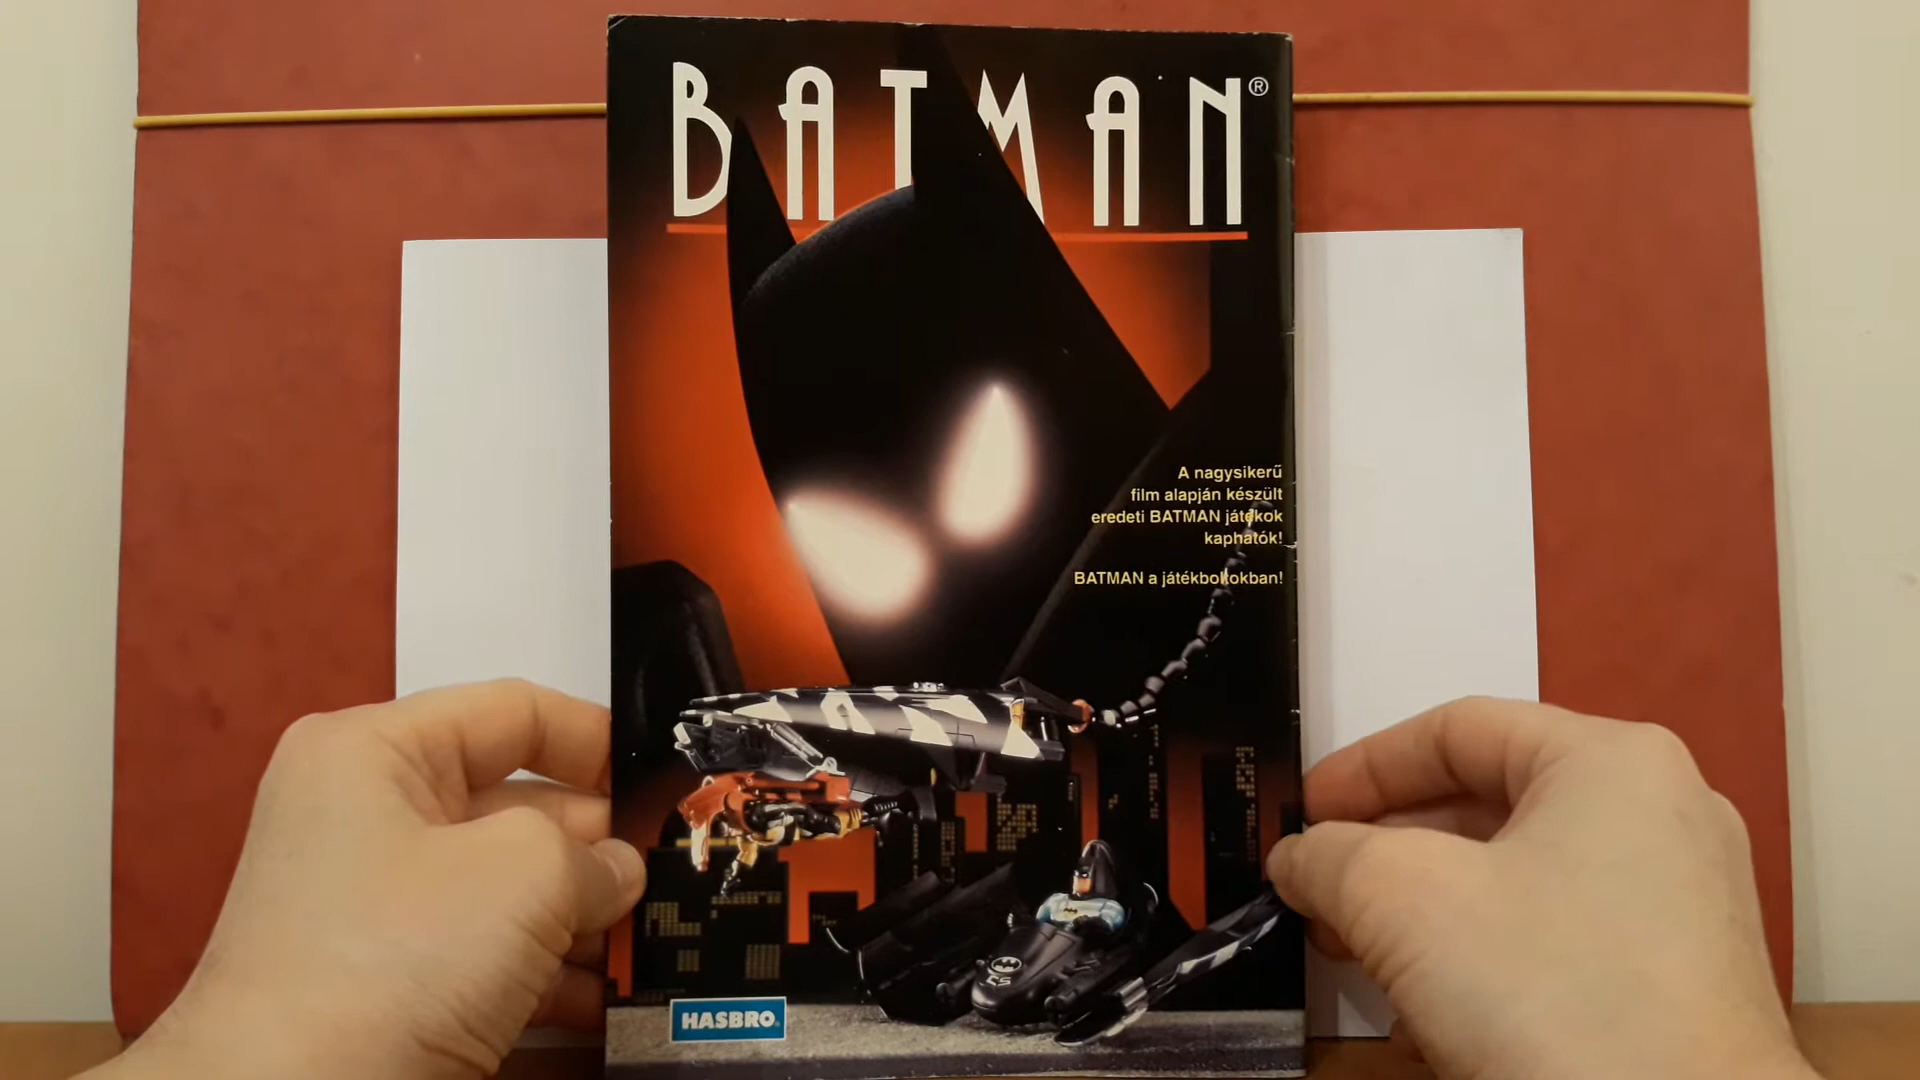 BATMAN®
A nagysikerű
film alapján készült
eredeti BATMAN játékok
kaphatók!
BATMAN a játékboltokban!
HASBRO